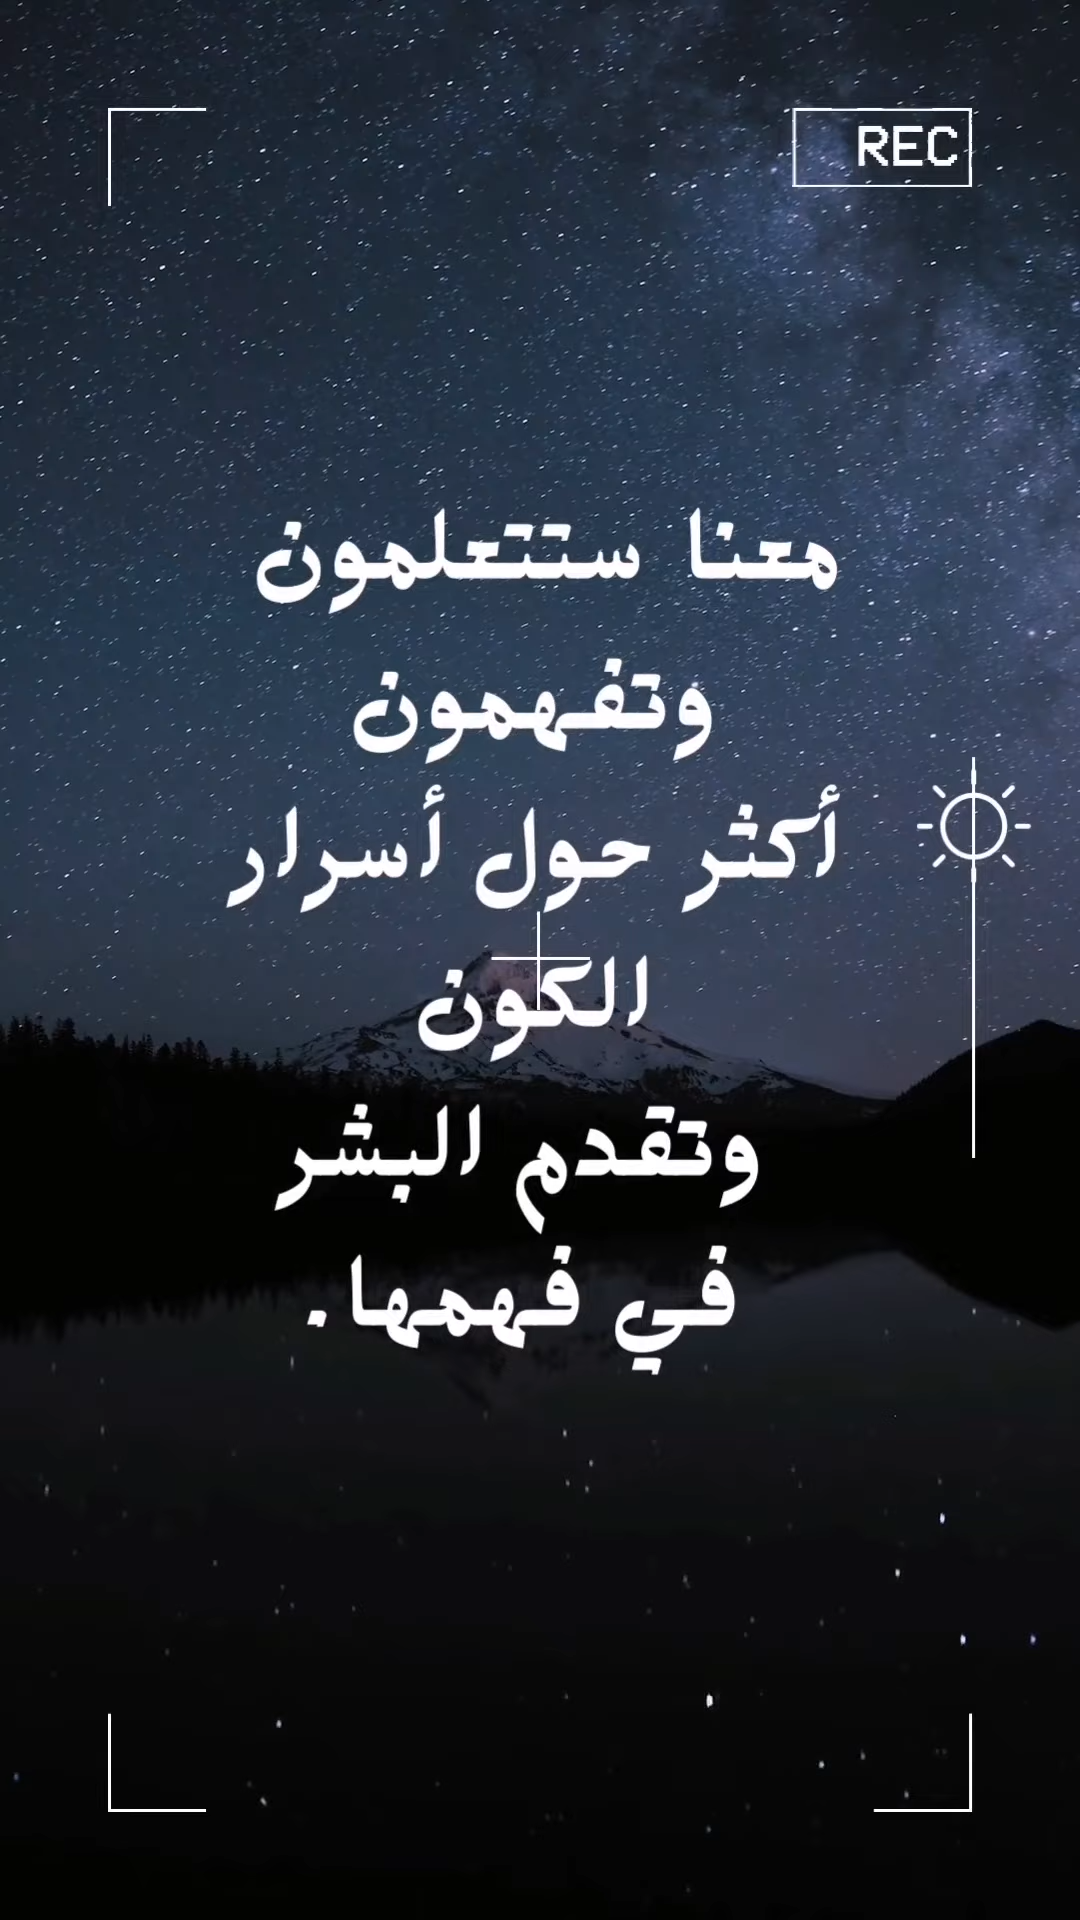 REC
معنا ستتعلمون
وتفهمون
أكثر حول أسرار
الكون
وتقدم البشر
في فهمها.